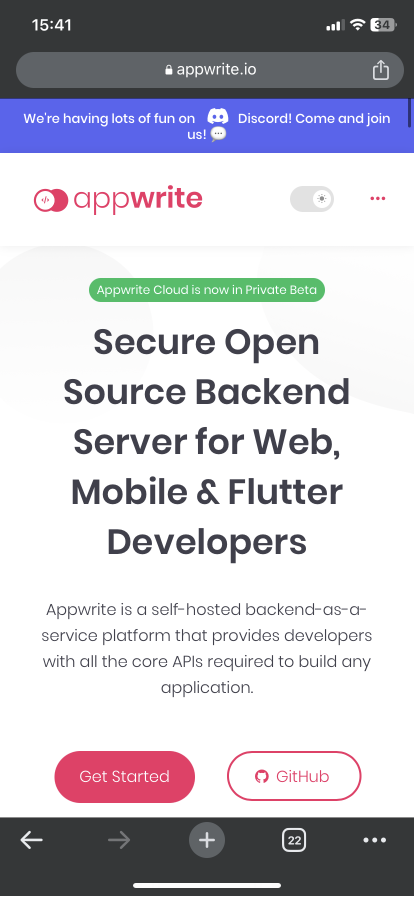 15:41
34
appwrite.io
We're having lots of fun on Discord! Come and join
us!
</> appwrite
Appwrite Cloud is now in Private Beta
Secure Open
Source Backend
Server for Web,
Mobile & Flutter
Developers
Appwrite is a self-hosted backend-as-a-
service platform that provides developers
with all the core APIs required to build any
application.
Get Started
GitHub
22